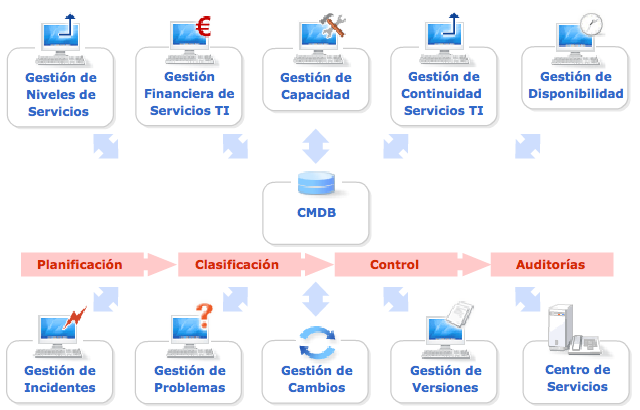 Gestión de
Niveles de
Servicios
Gestión
Financiera de
Servicios TI
Gestión de
Capacidad
Gestión de
Continuidad
Servicios TI
Gestión de
Disponibilidad
CMDB
Planificación
Clasificación
Control
Auditorías
Gestión de
Incidentes
Gestión de
Problemas
Gestión de
Cambios
Gestión de
Versiones
Centro de
Servicios